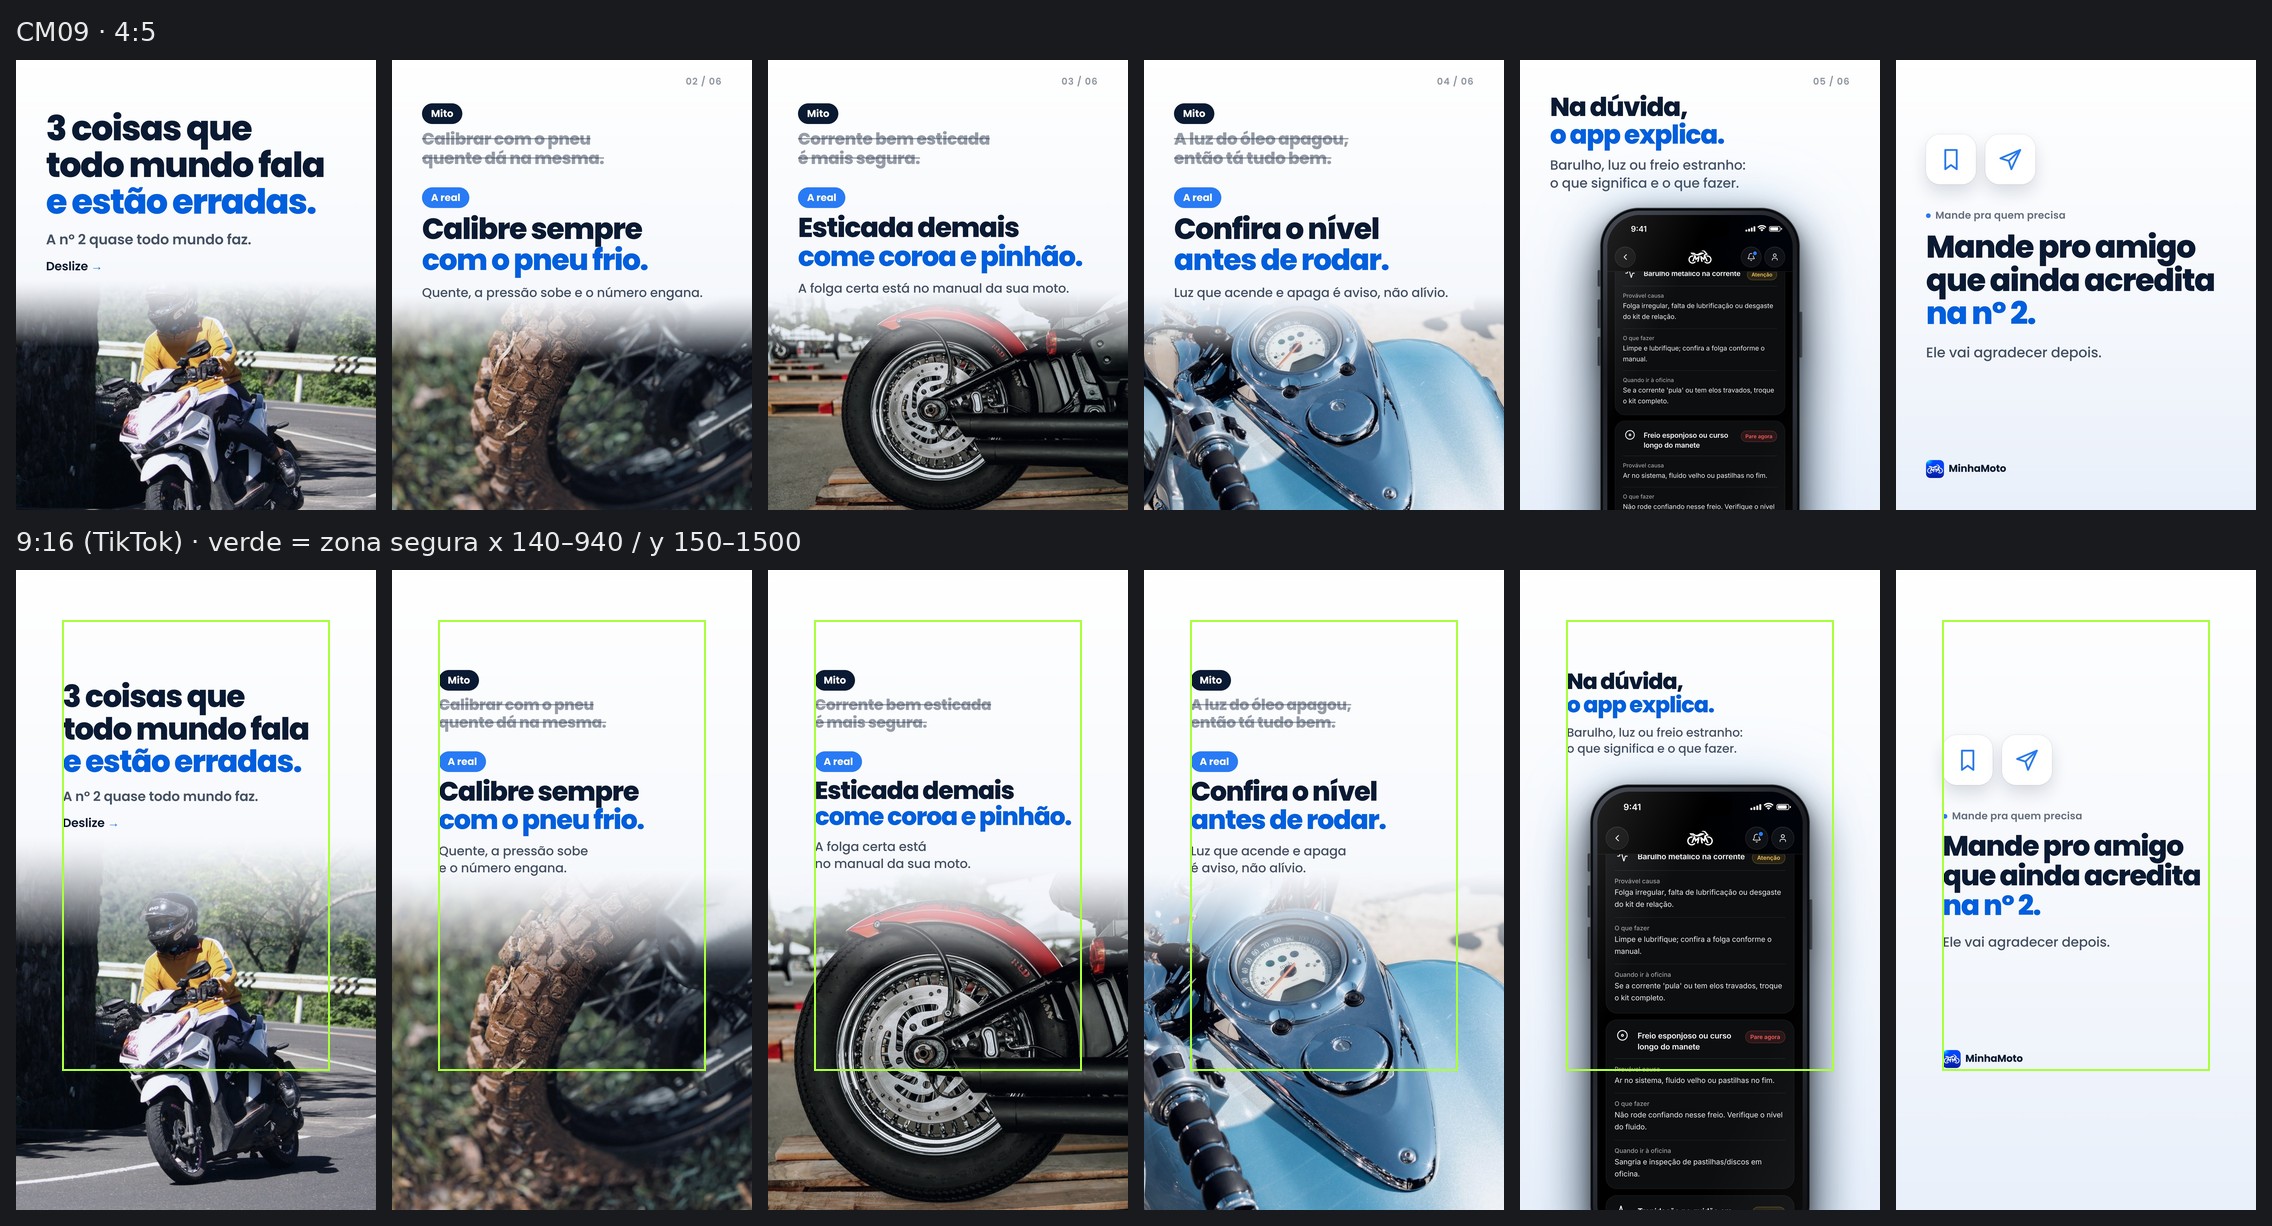 CM09 · 4:5
3 coisas que
todo mundo fala
e estão erradas.
A nº 2 quase todo mundo faz.
Deslize →
02 / 06
Mito
Calibrar com o pneu
quente dá na mesma.
A real
Calibre sempre
com o pneu frio.
Quente, a pressão sobe e o número engana.
03 / 06
Mito
Corrente bem esticada
é mais segura.
A real
Esticada demais
come coroa e pinhão.
A folga certa está no manual da sua moto.
04 / 06
Mito
A luz do óleo apagou,
então tá tudo bem.
A real
Confira o nível
antes de rodar.
Luz que acende e apaga é aviso, não alívio.
05 / 06
Na dúvida,
o app explica.
Barulho, luz ou freio estranho:
o que significa e o que fazer.
9:41
Barulho metálico na corrente
Atenção
Provável causa
Folga irregular, falta de lubrificação ou desgaste
do kit de relação.
O que fazer
Limpe e lubrifique; confira a folga conforme o
manual.
Quando ir à oficina
Se a corrente 'pula' ou tem elos travados, troque
o kit completo.
Freio esponjoso ou curso
longo do manete
Pare agora
Provável causa
Ar no sistema, fluido velho ou pastilhas no fim.
O que fazer
Não rode confiando nesse freio. Verifique o nível
Mande pra quem precisa
Mande pro amigo
que ainda acredita
na nº 2.
Ele vai agradecer depois.
MinhaMoto
9:16 (TikTok) · verde = zona segura x 140–940 / y 150–1500
3 coisas que
todo mundo fala
e estão erradas.
A nº 2 quase todo mundo faz.
Deslize →
Mito
Calibrar com o pneu
quente dá na mesma.
A real
Calibre sempre
com o pneu frio.
Quente, a pressão sobe
e o número engana.
Mito
Corrente bem esticada
é mais segura.
A real
Esticada demais
come coroa e pinhão.
A folga certa está
no manual da sua moto.
Mito
A luz do óleo apagou,
então tá tudo bem.
A real
Confira o nível
antes de rodar.
Luz que acende e apaga
é aviso, não alívio.
Na dúvida,
o app explica.
Barulho, luz ou freio estranho:
o que significa e o que fazer.
9:41
Barulho metálico na corrente
Atenção
Provável causa
Folga irregular, falta de lubrificação ou desgaste
do kit de relação.
O que fazer
Limpe e lubrifique; confira a folga conforme o
manual.
Quando ir à oficina
Se a corrente 'pula' ou tem elos travados, troque
o kit completo.
Freio esponjoso ou curso
longo do manete
Pare agora
Provável causa
Ar no sistema, fluido velho ou pastilhas no fim.
O que fazer
Não rode confiando nesse freio. Verifique o nível
do fluido.
Quando ir à oficina
Sangria e inspeção de pastilhas/discos em
oficina.
Mande pra quem precisa
Mande pro amigo
que ainda acredita
na nº 2.
Ele vai agradecer depois.
MinhaMoto